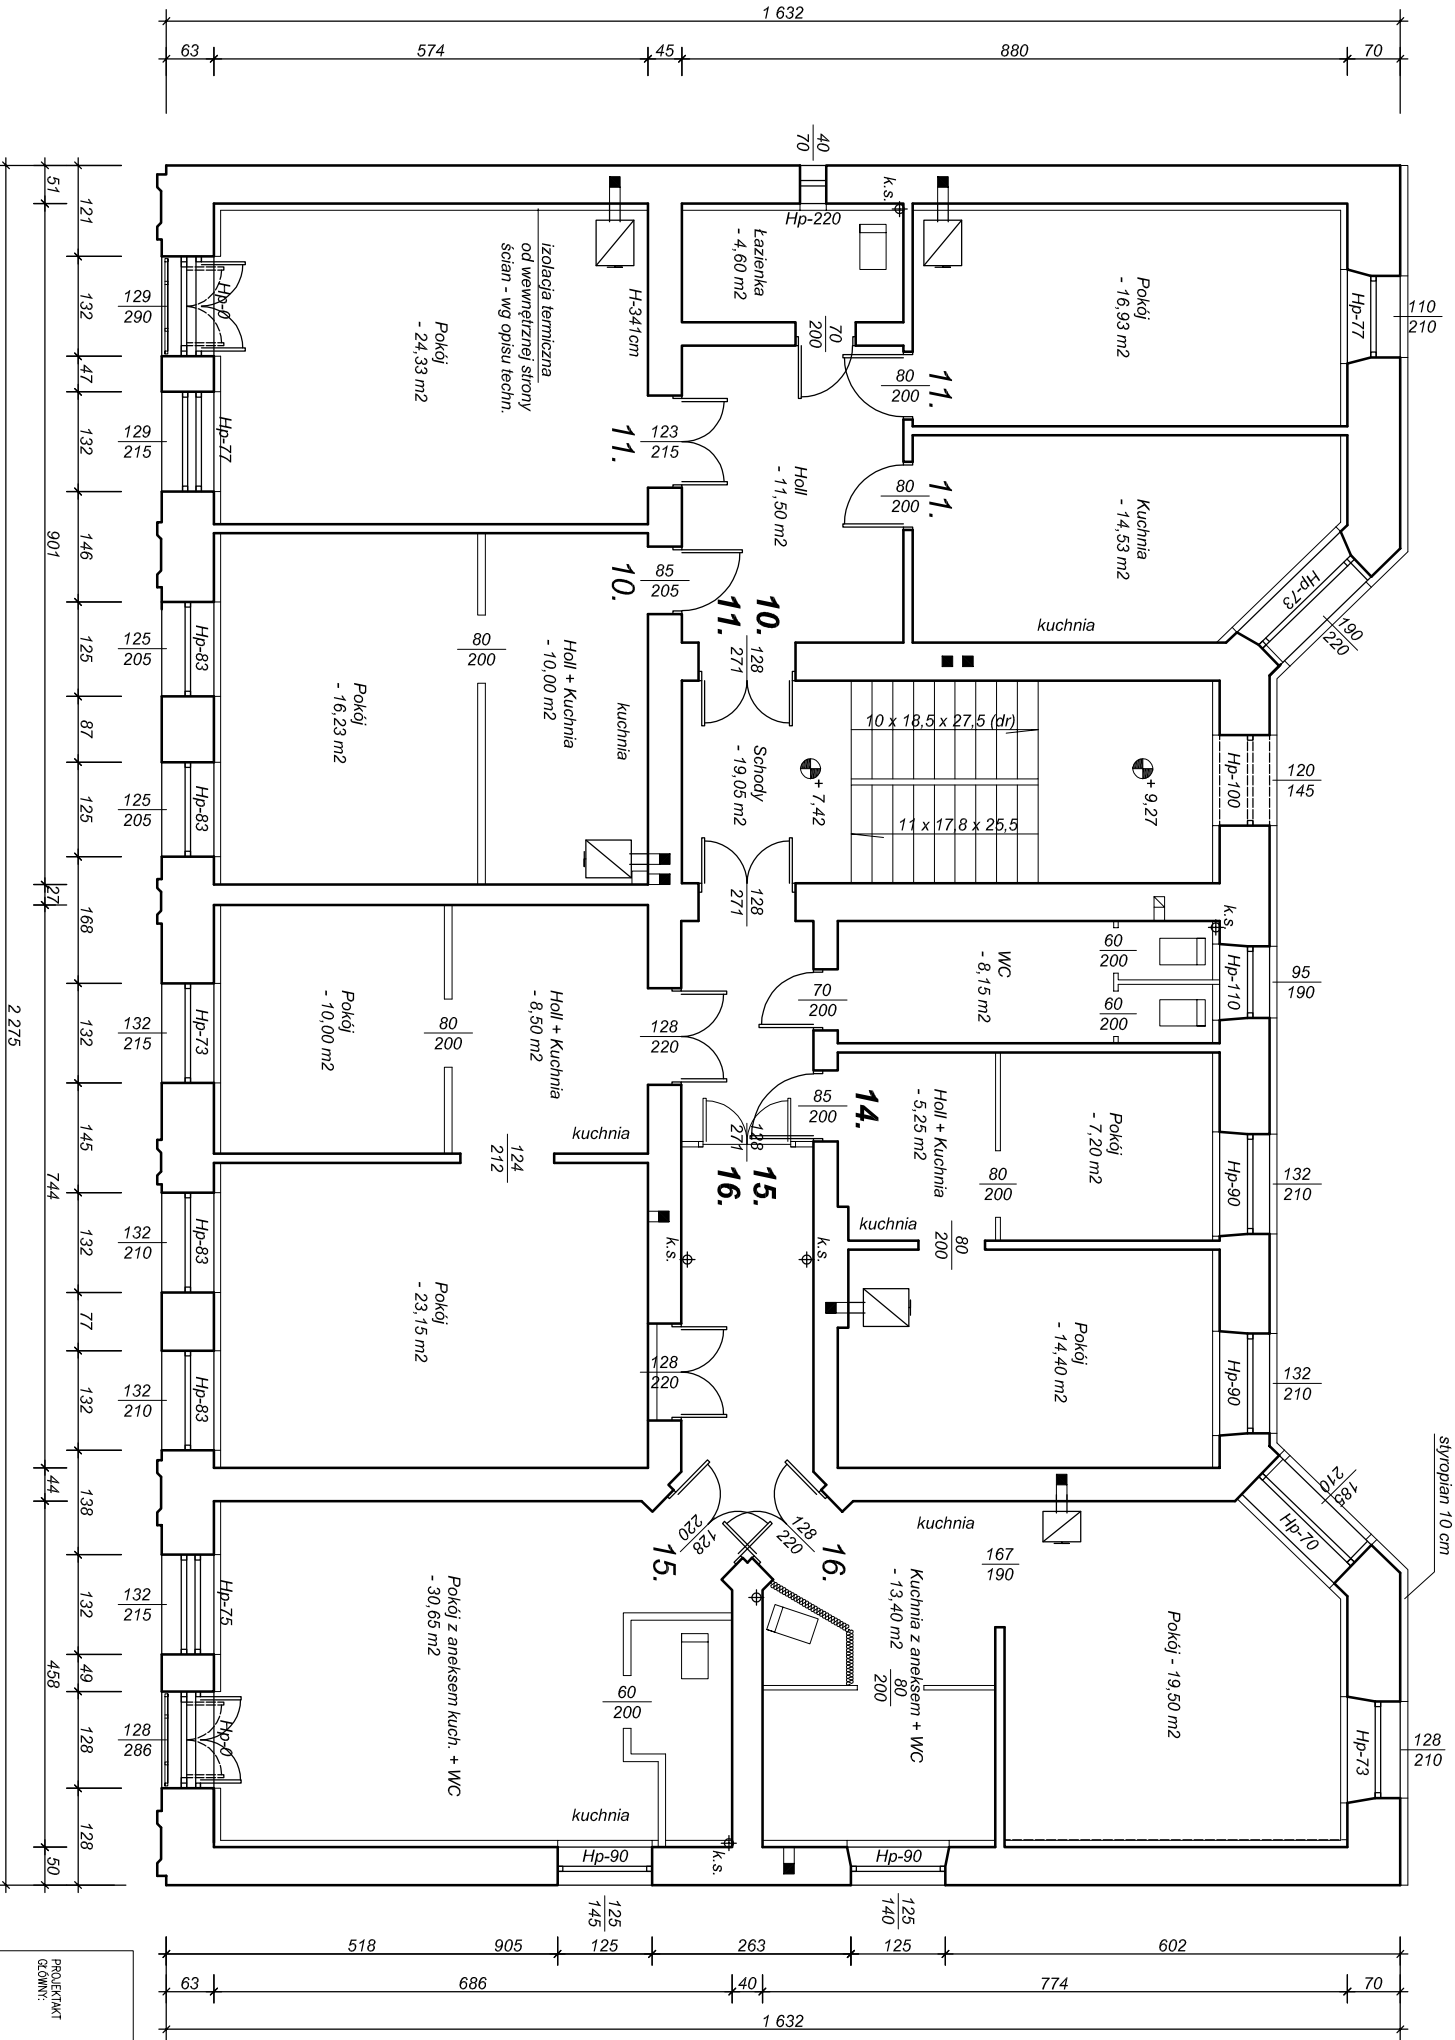 1 632
63
574
45
880
70
40
70
k.s.
Hp-220
Łazienka
- 4,60 m2
Pokój
- 16,93 m2
Hp-77
110
210
izolacja termiczna
od wewnętrznej strony
ścian - wg opisu techn.
H-341cm
Pokój
- 24,33 m2
Hp-0
129
290
Hp-77
129
215
70
200
80
200
11.
123
215
11.
80
200
11.
Holl
- 11,50 m2
Kuchnia
- 14,53 m2
kuchnia
Hp-73
190
220
85
205
10.
10.
11.
128
271
80
200
Holl + Kuchnia
- 10,00 m2
kuchnia
Pokój
- 16,23 m2
Hp-83
125
205
Hp-83
125
205
10 x 18,5 x 27,5 (dr)
11 x 17,8 x 25,5
Schody
- 19,05 m2
+ 7,42
+ 9,27
Hp-100
120
145
128
271
k.s.
60
200
60
200
WC
- 8,15 m2
Hp-110
95
190
70
200
Pokój
- 10,00 m2
80
200
Holl + Kuchnia
- 8,50 m2
128
220
kuchnia
124
212
Hp-73
132
215
85
200
14.
128
271
15.
16.
Holl + Kuchnia
- 5,25 m2
Pokój
- 7,20 m2
80
200
kuchnia
80
200
Hp-90
132
210
Pokój
- 23,15 m2
Hp-83
132
210
Hp-83
132
210
k.s.
k.s.
128
220
Pokój
- 14,40 m2
Hp-90
132
210
styropian 10 cm
185
210
Hp-70
128
220
15.
128
220
16.
kuchnia
167
190
Pokój z aneksem kuch. + WC
- 30,65 m2
Kuchnia z aneksem + WC
- 13,40 m2
80
200
Pokój - 19,50 m2
60
200
kuchnia
Hp-75
132
215
Hp-0
128
286
Hp-73
128
210
Hp-90
k.s.
Hp-90
125
145
125
140
121
132
47
132
146
125
87
125
168
132
145
132
77
132
138
132
49
128
128
51
901
27
744
44
458
50
2 275
518
905
125
263
125
602
63
686
40
774
70
1 632
PROJEKTAKT
GŁÓWNY: